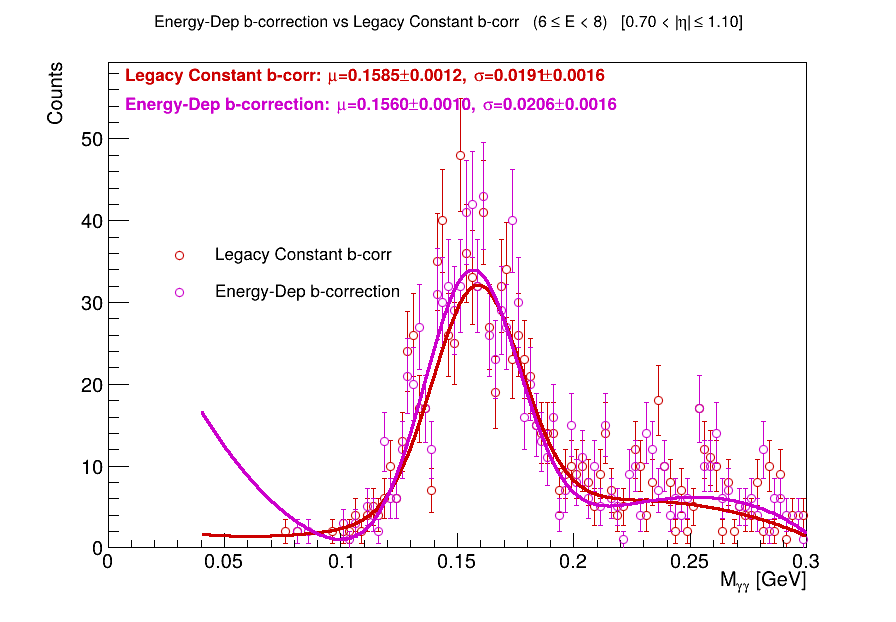 Energy-Dep b-correction vs Legacy Constant b-corr (6 ≤ E < 8) [0.70 < |η| ≤ 1.10]
Counts
Legacy Constant b-corr: μ=0.1585±0.0012, σ=0.0191±0.0016
Energy-Dep b-correction: μ=0.1560±0.0010, σ=0.0206±0.0016
50
40
Legacy Constant b-corr
Energy-Dep b-correction
30
20
10
0
0 0.05 0.1 0.15 0.2 0.25 0.3
Mγγ [GeV]